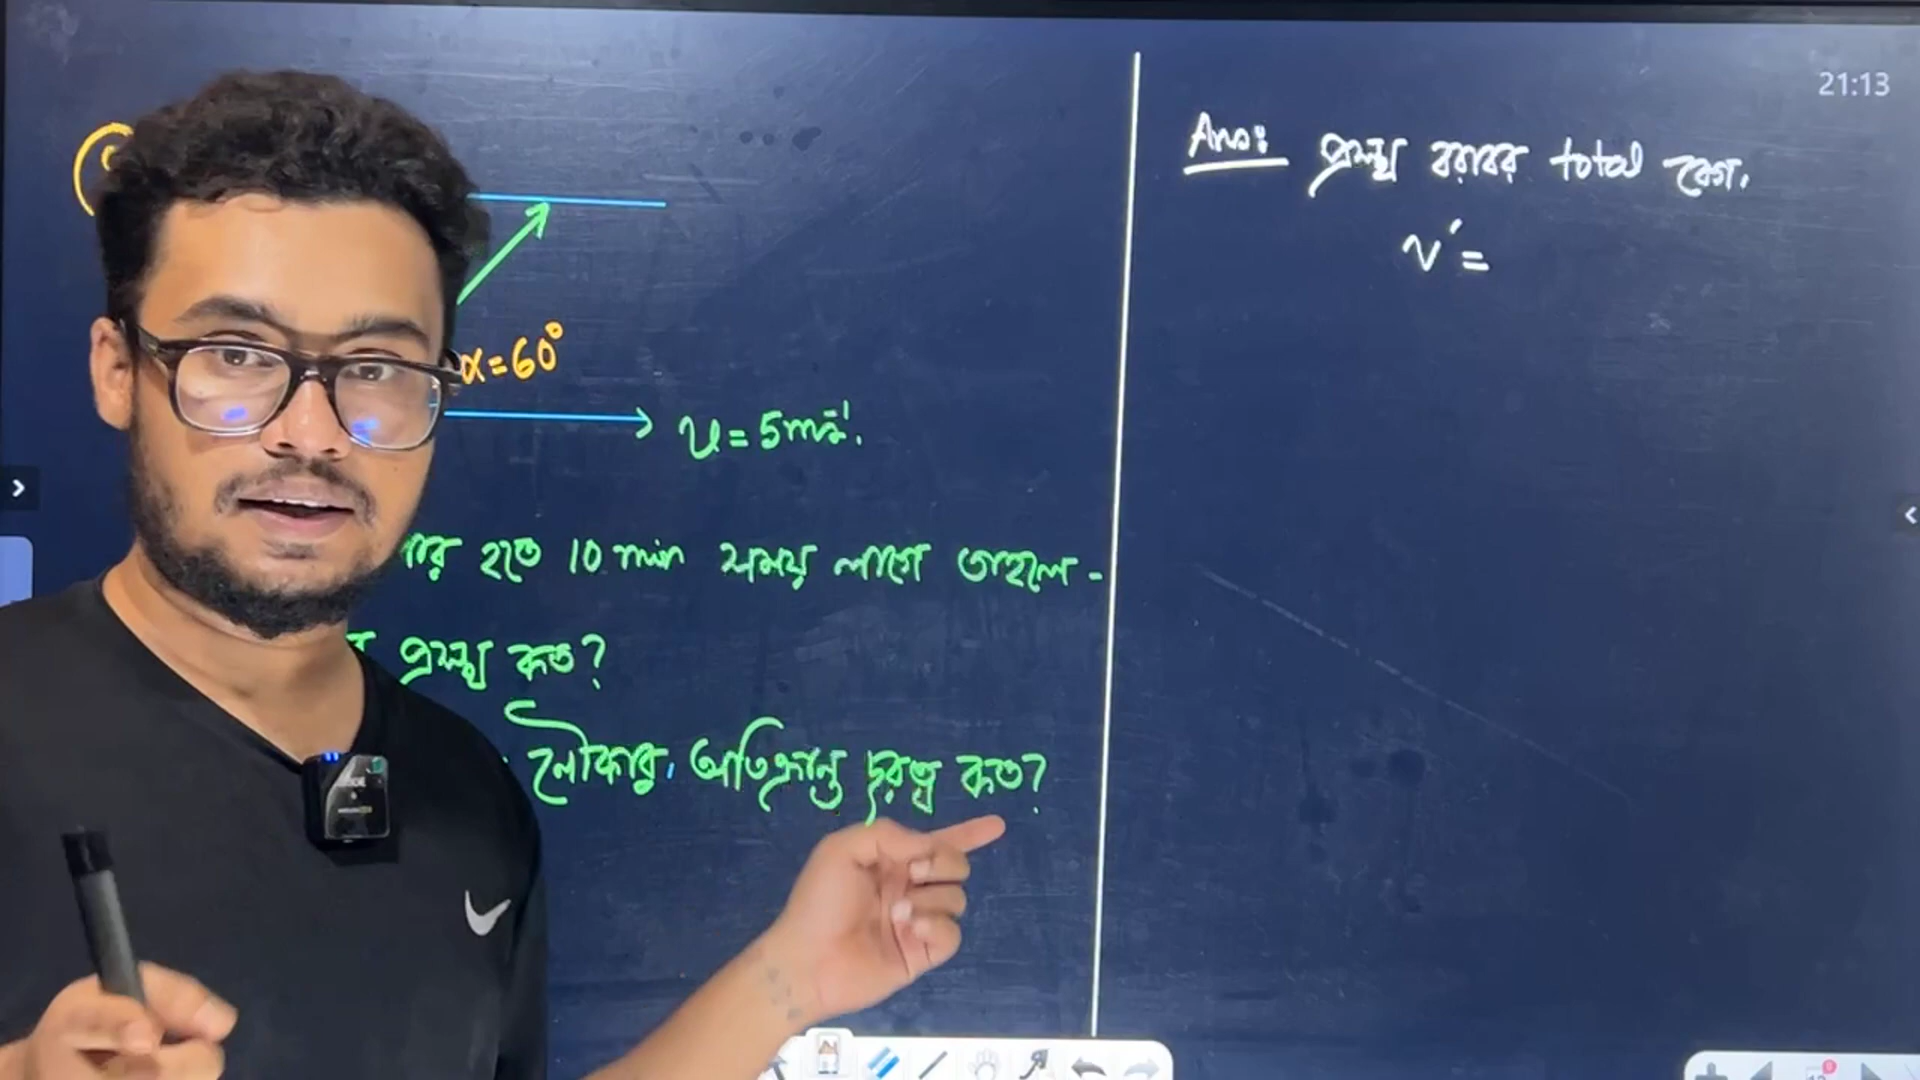 21:13
Ans: প্রস্থ বরাবর total বেগ,
v′ =
α = 60°
u = 5ms⁻¹.
হতে 10 min সময় লাগে তাহলে -
প্রস্থ কত?
নৌকার অতিক্রান্ত দূরত্ব কত?